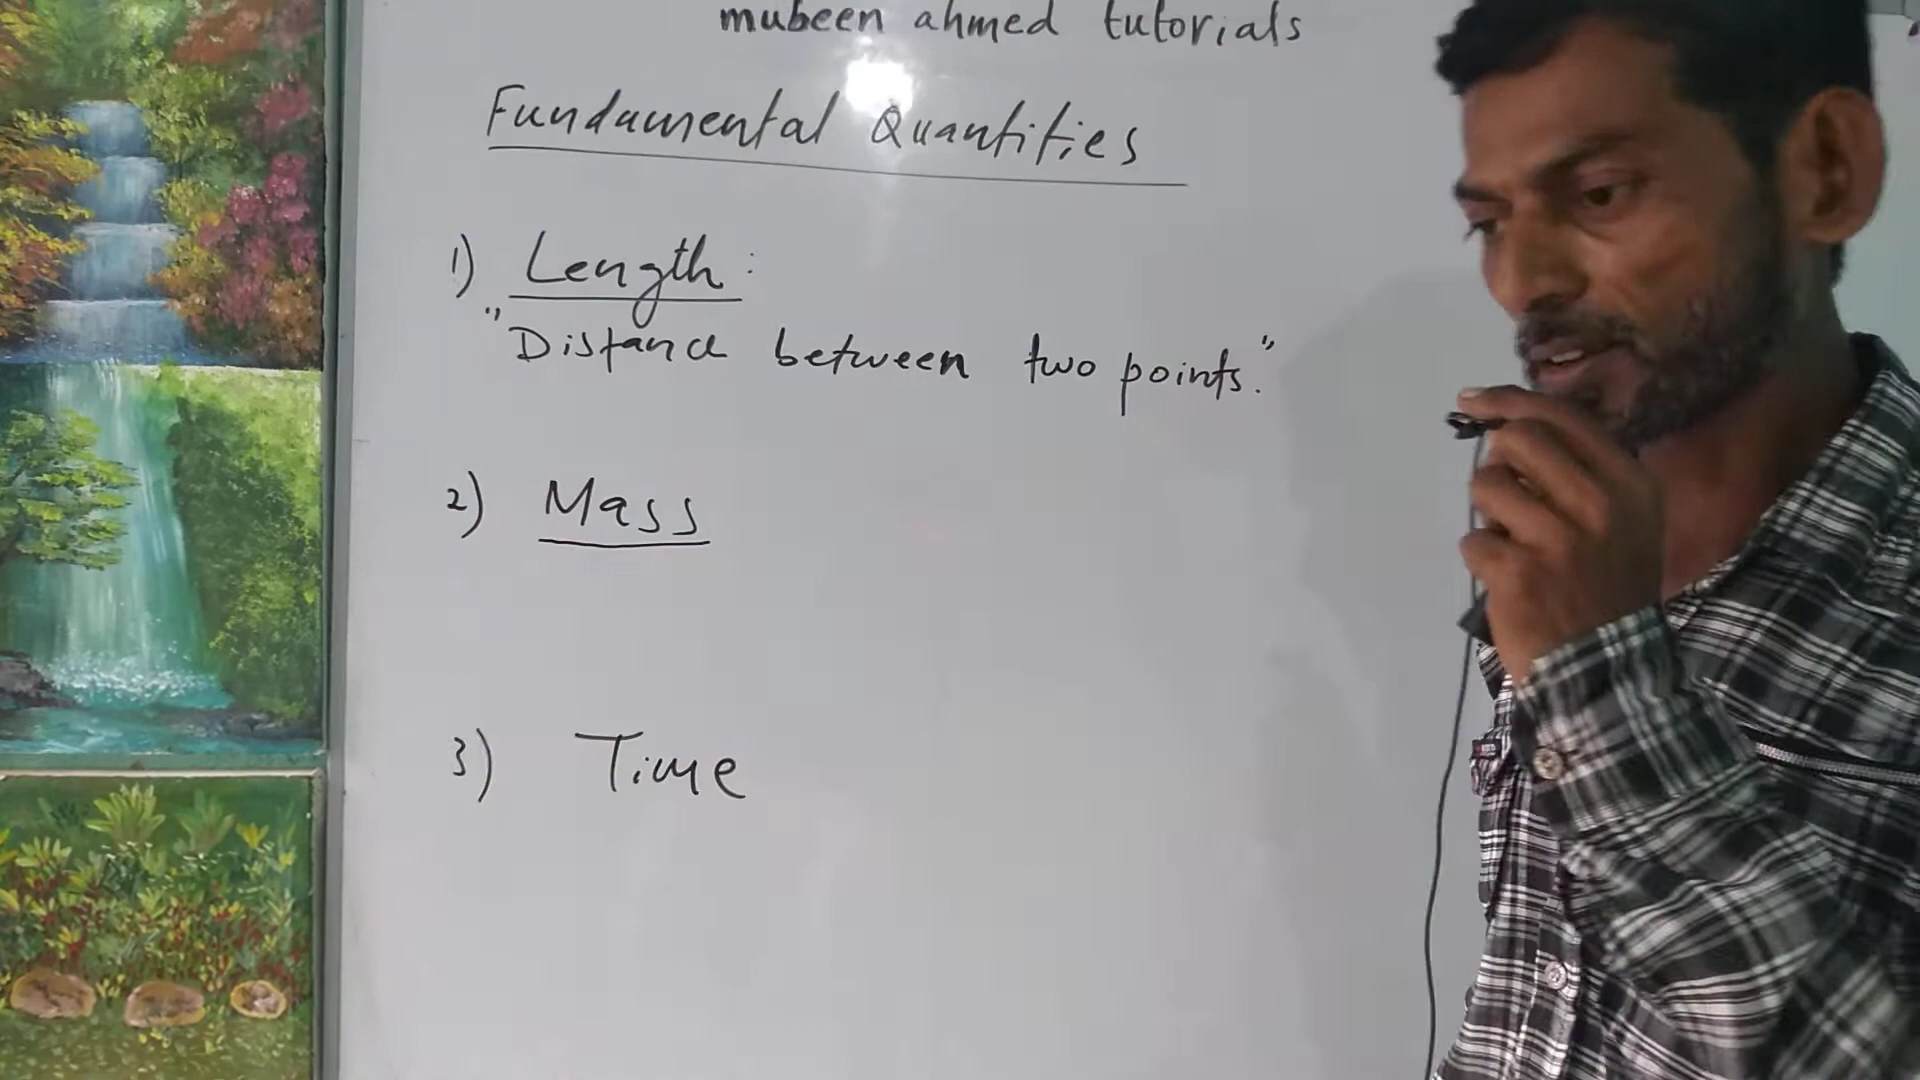 mubeen ahmed tutorials
Fundamental Quantities
1) Length:
"Distance between two points."
2) Mass
3) Time